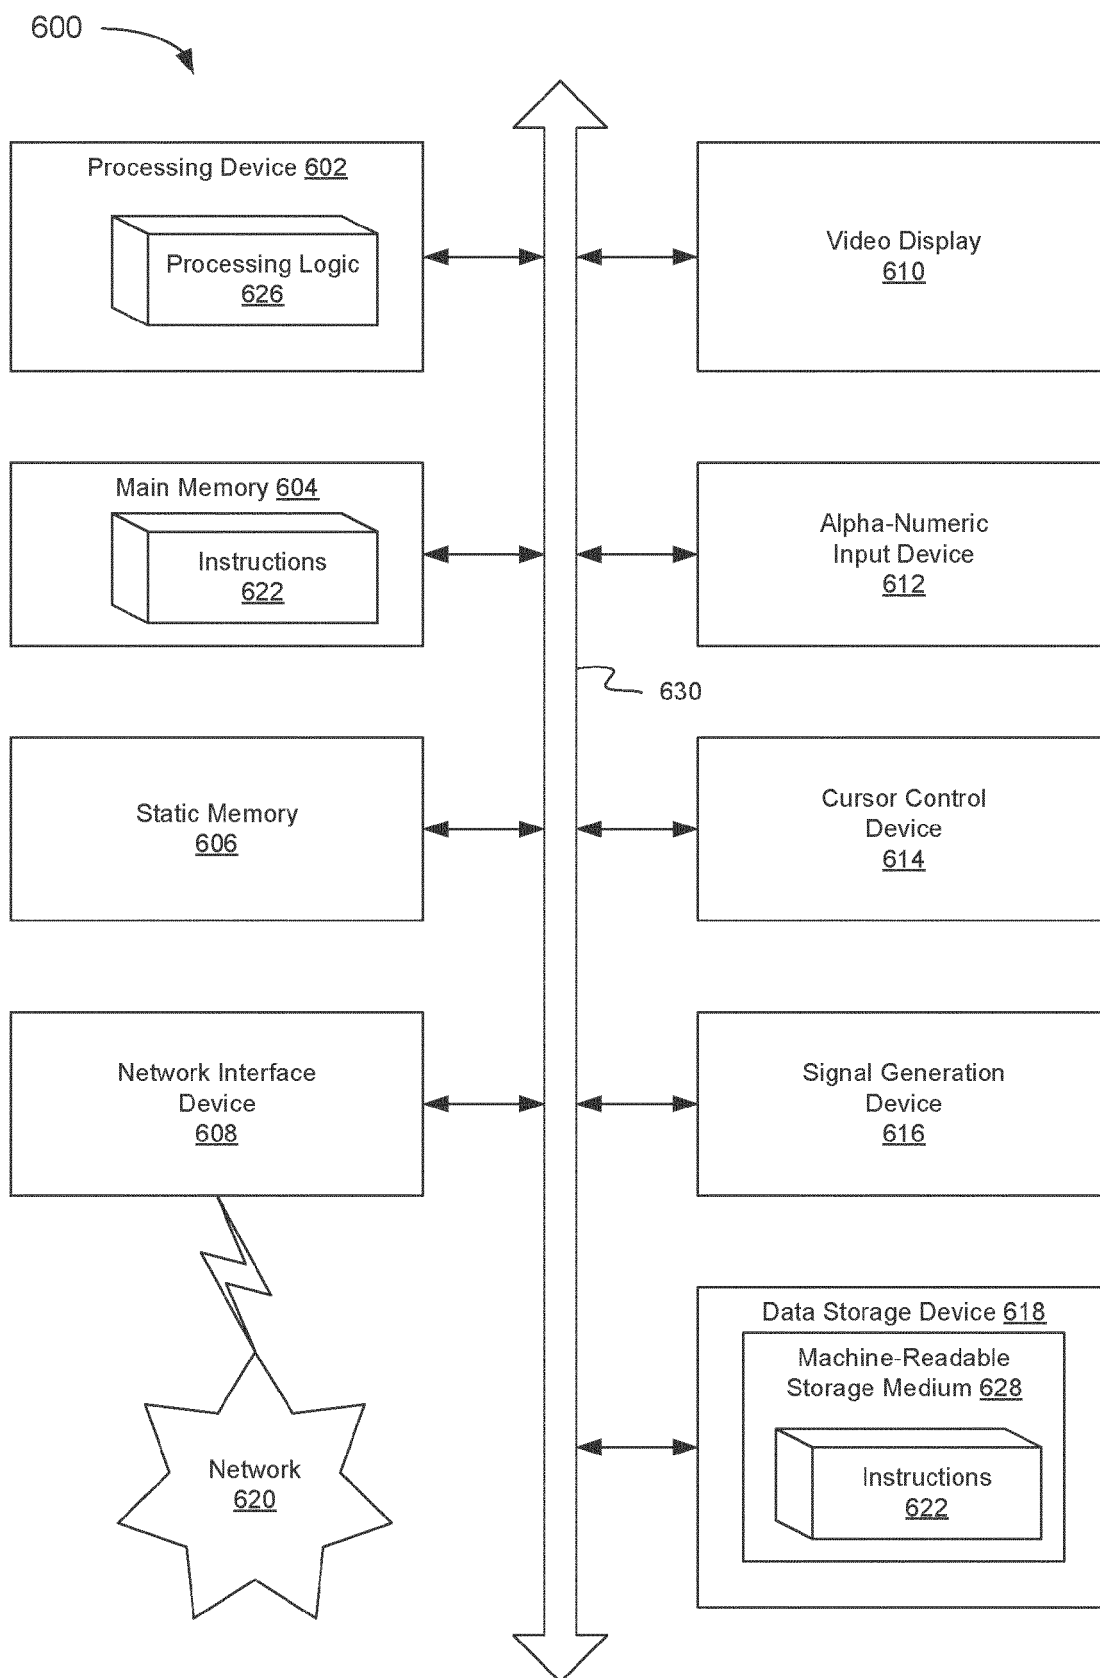 600
Processing Device 602
Processing Logic
626
Video Display
610
Main Memory 604
Instructions
622
Alpha-Numeric
Input Device
612
630
Static Memory
606
Cursor Control
Device
614
Network Interface
Device
608
Signal Generation
Device
616
Data Storage Device 618
Machine-Readable
Storage Medium 628
Instructions
622
Network
620